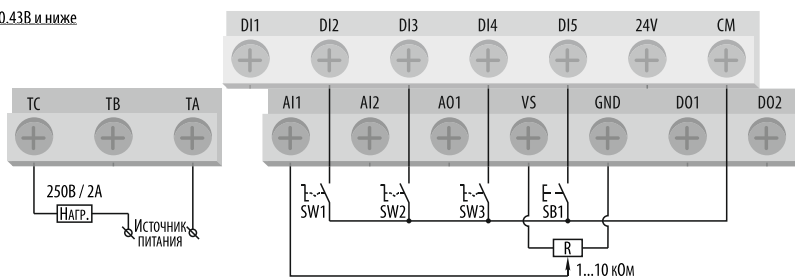 0.43В и ниже
DI1 DI2 DI3 DI4 DI5 24V CM
TC TB TA
AI1 AI2 AO1 VS GND DO1 DO2
250В / 2А
НАГР.
Источник
питания
SW1 SW2 SW3 SB1
R
1...10 кОм